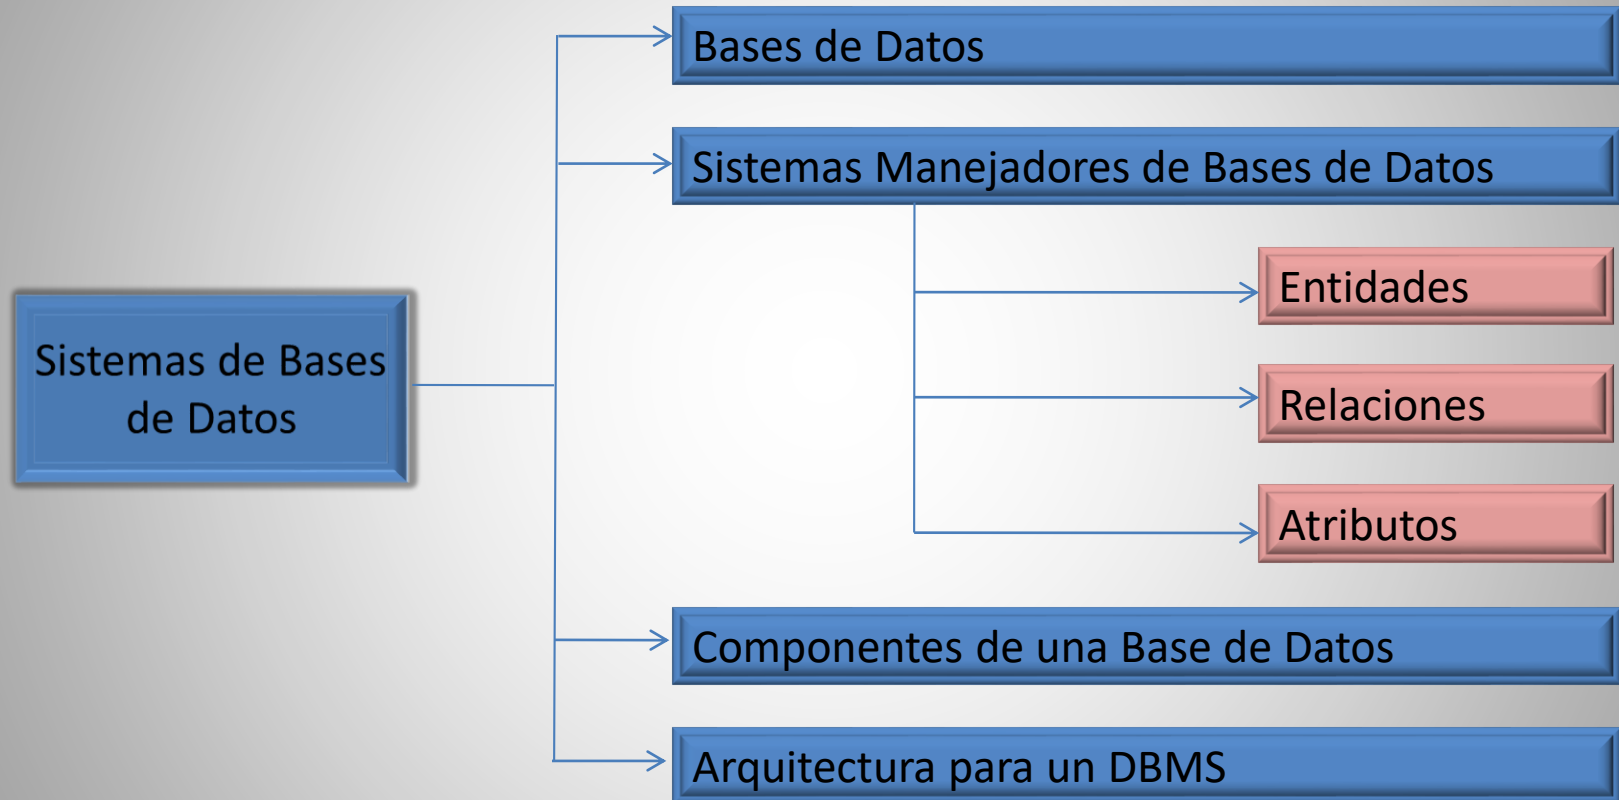 Bases de Datos
Sistemas Manejadores de Bases de Datos
Entidades
Sistemas de Bases
de Datos
Relaciones
Atributos
Componentes de una Base de Datos
Arquitectura para un DBMS